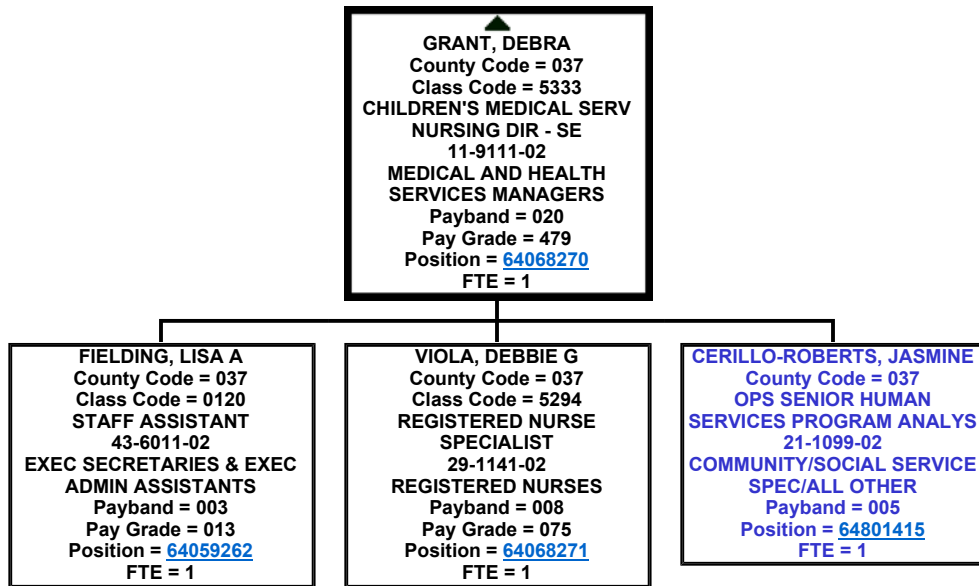 GRANT, DEBRA
County Code = 037
Class Code = 5333
CHILDREN'S MEDICAL SERV
NURSING DIR - SE
11-9111-02
MEDICAL AND HEALTH
SERVICES MANAGERS
Payband = 020
Pay Grade = 479
Position = 64068270
FTE = 1
FIELDING, LISA A
County Code = 037
Class Code = 0120
STAFF ASSISTANT
43-6011-02
EXEC SECRETARIES & EXEC
ADMIN ASSISTANTS
Payband = 003
Pay Grade = 013
Position = 64059262
FTE = 1
VIOLA, DEBBIE G
County Code = 037
Class Code = 5294
REGISTERED NURSE
SPECIALIST
29-1141-02
REGISTERED NURSES
Payband = 008
Pay Grade = 075
Position = 64068271
FTE = 1
CERILLO-ROBERTS, JASMINE
County Code = 037
OPS SENIOR HUMAN
SERVICES PROGRAM ANALYS
21-1099-02
COMMUNITY/SOCIAL SERVICE
SPEC/ALL OTHER
Payband = 005
Position = 64801415
FTE = 1